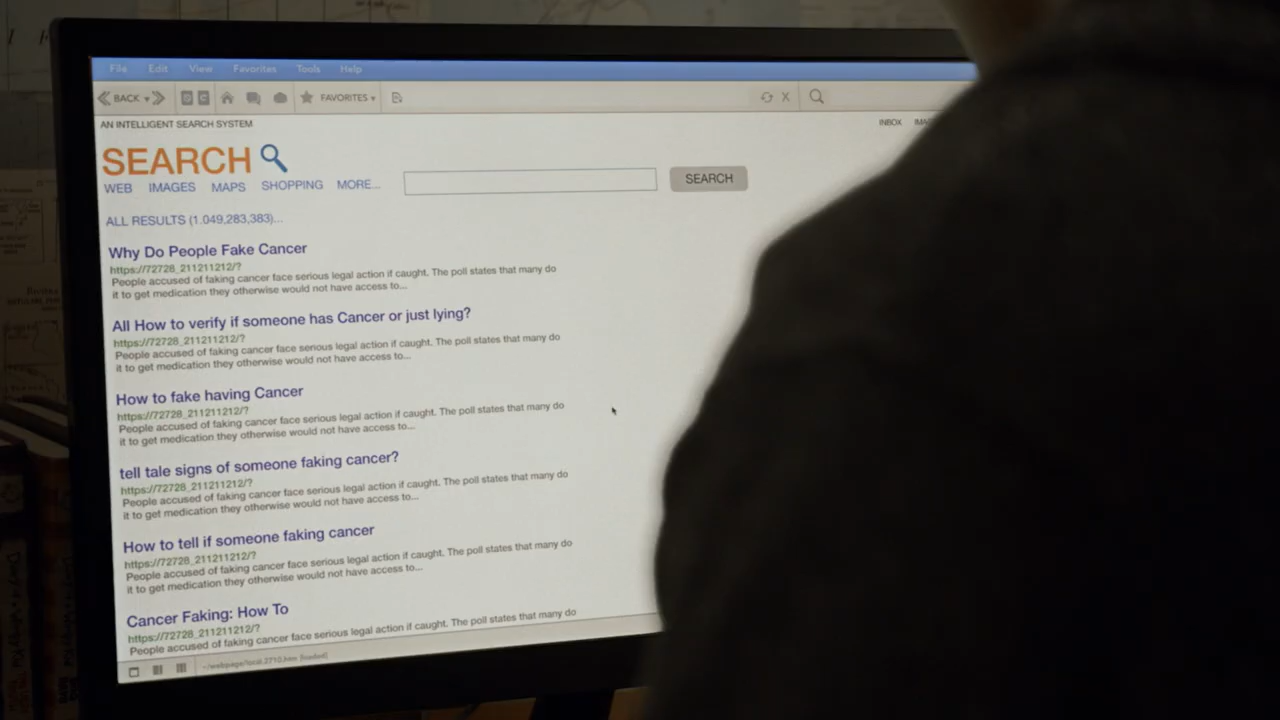 File Edit View Favorites Tools Help
BACK FAVORITES
AN INTELLIGENT SEARCH SYSTEM
INBOX
SEARCH
WEB IMAGES MAPS SHOPPING MORE...
SEARCH
ALL RESULTS (1.049,283,383)...
Why Do People Fake Cancer
https://72728_211211212/?
People accused of faking cancer face serious legal action if caught. The poll states that many do
it to get medication they otherwise would not have access to...
All How to verify if someone has Cancer or just lying?
https://72728_211211212/?
People accused of faking cancer face serious legal action if caught. The poll states that many do
it to get medication they otherwise would not have access to...
How to fake having Cancer
https://72728_211211212/?
People accused of faking cancer face serious legal action if caught. The poll states that many do
it to get medication they otherwise would not have access to...
tell tale signs of someone faking cancer?
https://72728_211211212/?
People accused of faking cancer face serious legal action if caught. The poll states that many do
it to get medication they otherwise would not have access to...
How to tell if someone faking cancer
https://72728_211211212/?
People accused of faking cancer face serious legal action if caught. The poll states that many do
it to get medication they otherwise would not have access to...
Cancer Faking: How To
https://72728_211211212/?
People accused of faking cancer face serious legal action if caught. The poll states that many do
~/webpage/local.2710.htm